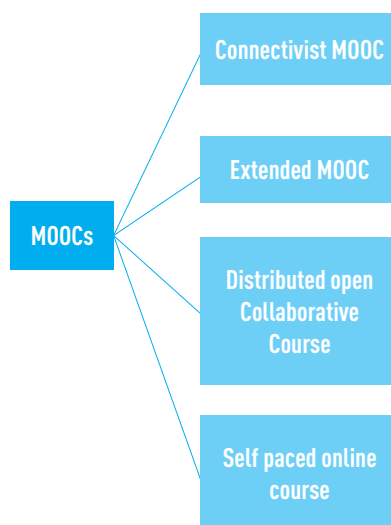 Connectivist MOOC
Extended MOOC
MOOCs
Distributed open
Collaborative
Course
Self paced online
course